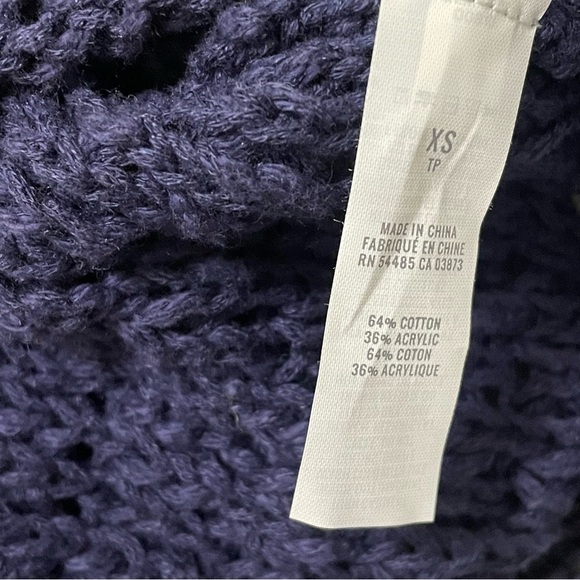 XS
TP
MADE IN CHINA
FABRIQUÉ EN CHINE
RN 54485 CA 03873
64% COTTON
36% ACRYLIC
64% COTON
36% ACRYLIQUE